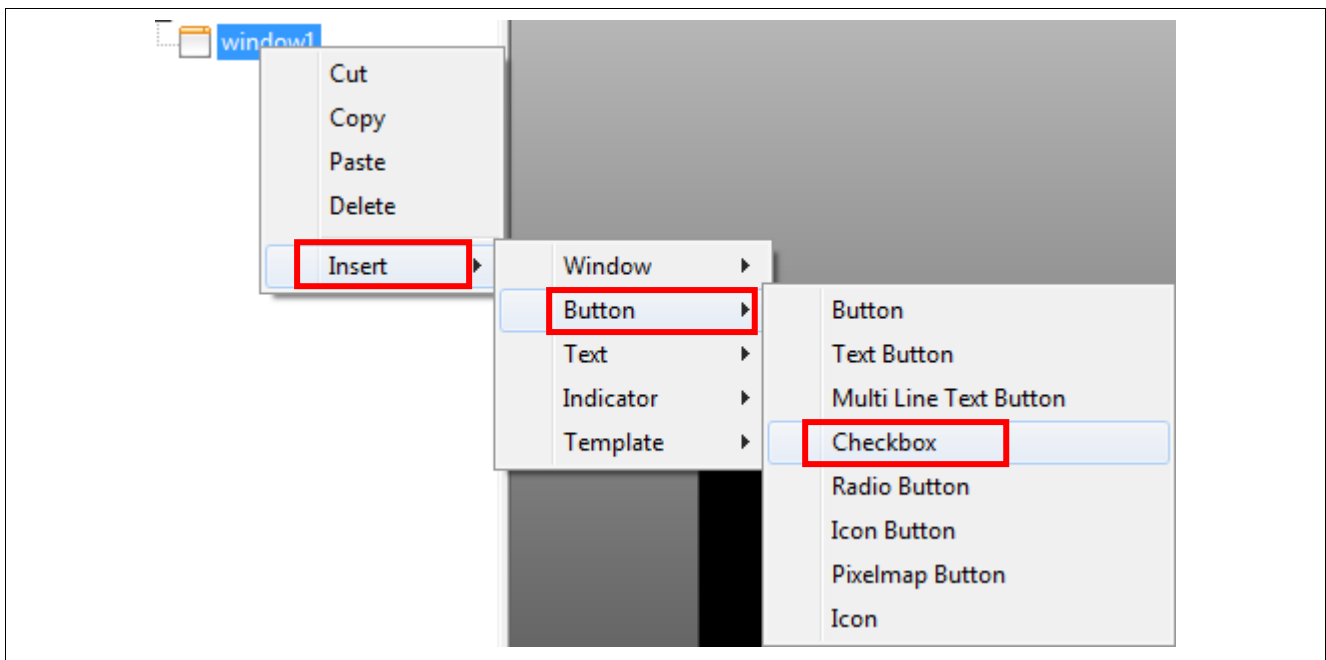 window1
Cut
Copy
Paste
Delete
Insert
Window
Button
Text
Indicator
Template
Button
Text Button
Multi Line Text Button
Checkbox
Radio Button
Icon Button
Pixelmap Button
Icon